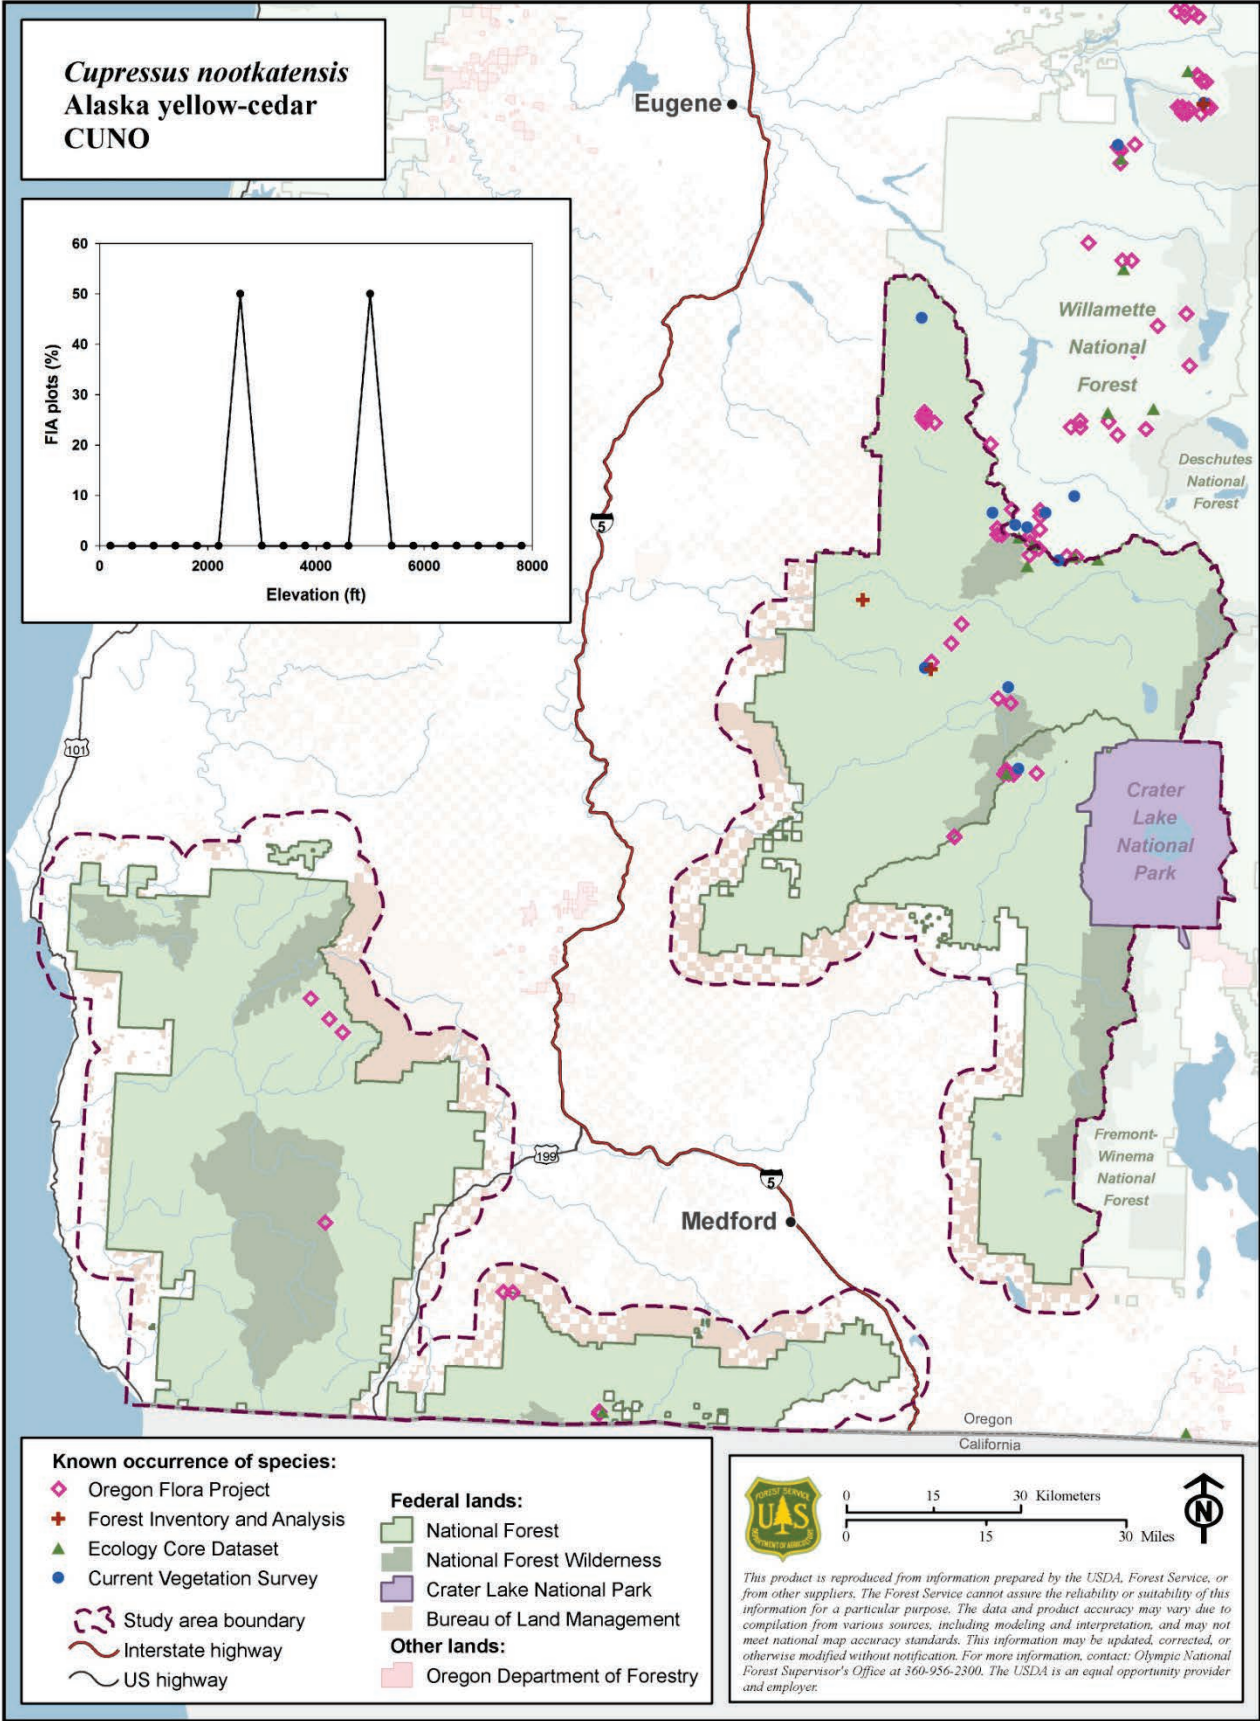 Cupressus nootkatensis
Alaska yellow-cedar
CUNO
Eugene
60
50
40
30
20
10
0
FIA plots (%)
0 2000 4000 6000 8000
Elevation (ft)
Willamette
National
Forest
Deschutes
National
Forest
5
101
Crater
Lake
National
Park
199
5
Fremont-
Winema
National
Forest
Medford
Oregon
California
Known occurrence of species:
Oregon Flora Project
Forest Inventory and Analysis
Ecology Core Dataset
Current Vegetation Survey
Study area boundary
Interstate highway
US highway
Federal lands:
National Forest
National Forest Wilderness
Crater Lake National Park
Bureau of Land Management
Other lands:
Oregon Department of Forestry
FOREST SERVICE
U S
DEPARTMENT OF AGRICULTURE
0 15 30 Kilometers
0 15 30 Miles
N
This product is reproduced from information prepared by the USDA, Forest Service, or
from other suppliers. The Forest Service cannot assure the reliability or suitability of this
information for a particular purpose. The data and product accuracy may vary due to
compilation from various sources, including modeling and interpretation, and may not
meet national map accuracy standards. This information may be updated, corrected, or
otherwise modified without notification. For more information, contact: Olympic National
Forest Supervisor's Office at 360-956-2300. The USDA is an equal opportunity provider
and employer.